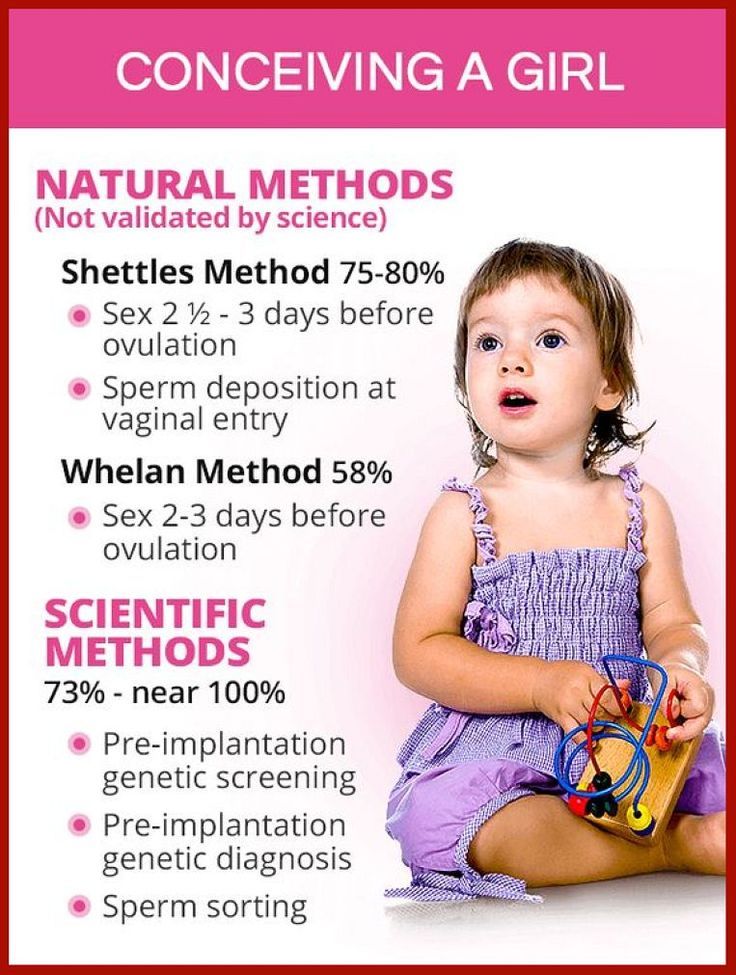 CONCEIVING A GIRL
NATURAL METHODS
(Not validated by science)
Shettles Method 75-80%
Sex 2 ½ - 3 days before
ovulation
Sperm deposition at
vaginal entry
Whelan Method 58%
Sex 2-3 days before
ovulation
SCIENTIFIC
METHODS
73% - near 100%
Pre-implantation
genetic screening
Pre-implantation
genetic diagnosis
Sperm sorting